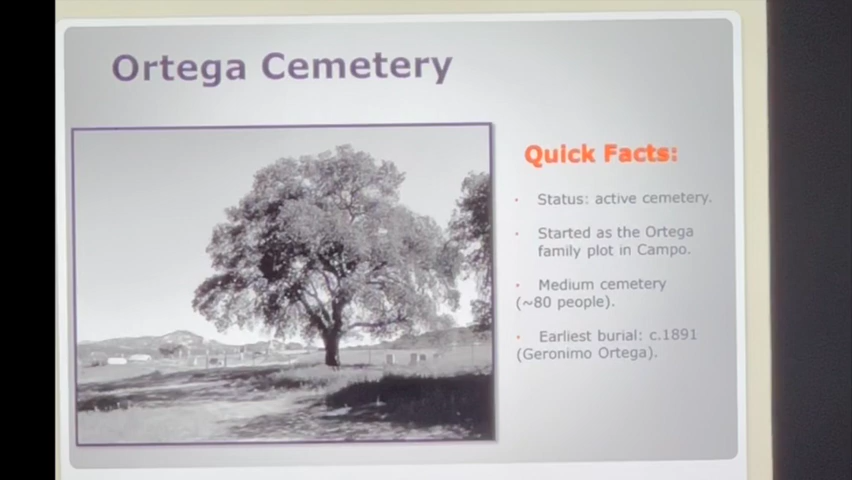 Ortega Cemetery
Quick Facts:
• Status: active cemetery.
• Started as the Ortega
family plot in Campo.
• Medium cemetery
(~80 people).
• Earliest burial: c.1891
(Geronimo Ortega).